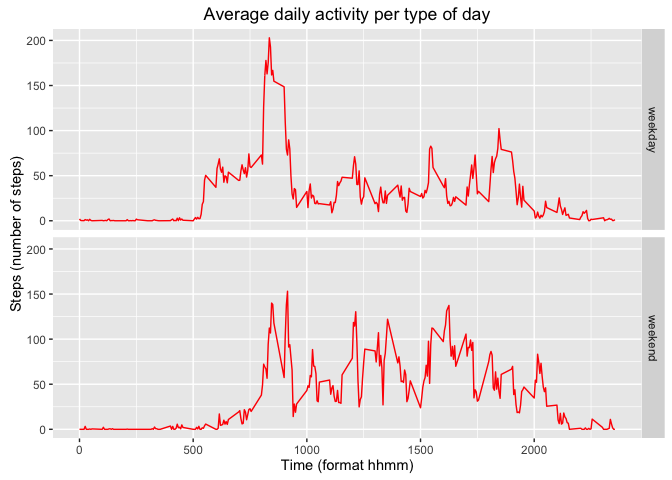 Average daily activity per type of day
Steps (number of steps)
200
150
100
50
0
weekday
200
150
100
50
0
weekend
0 500 1000 1500 2000
Time (format hhmm)